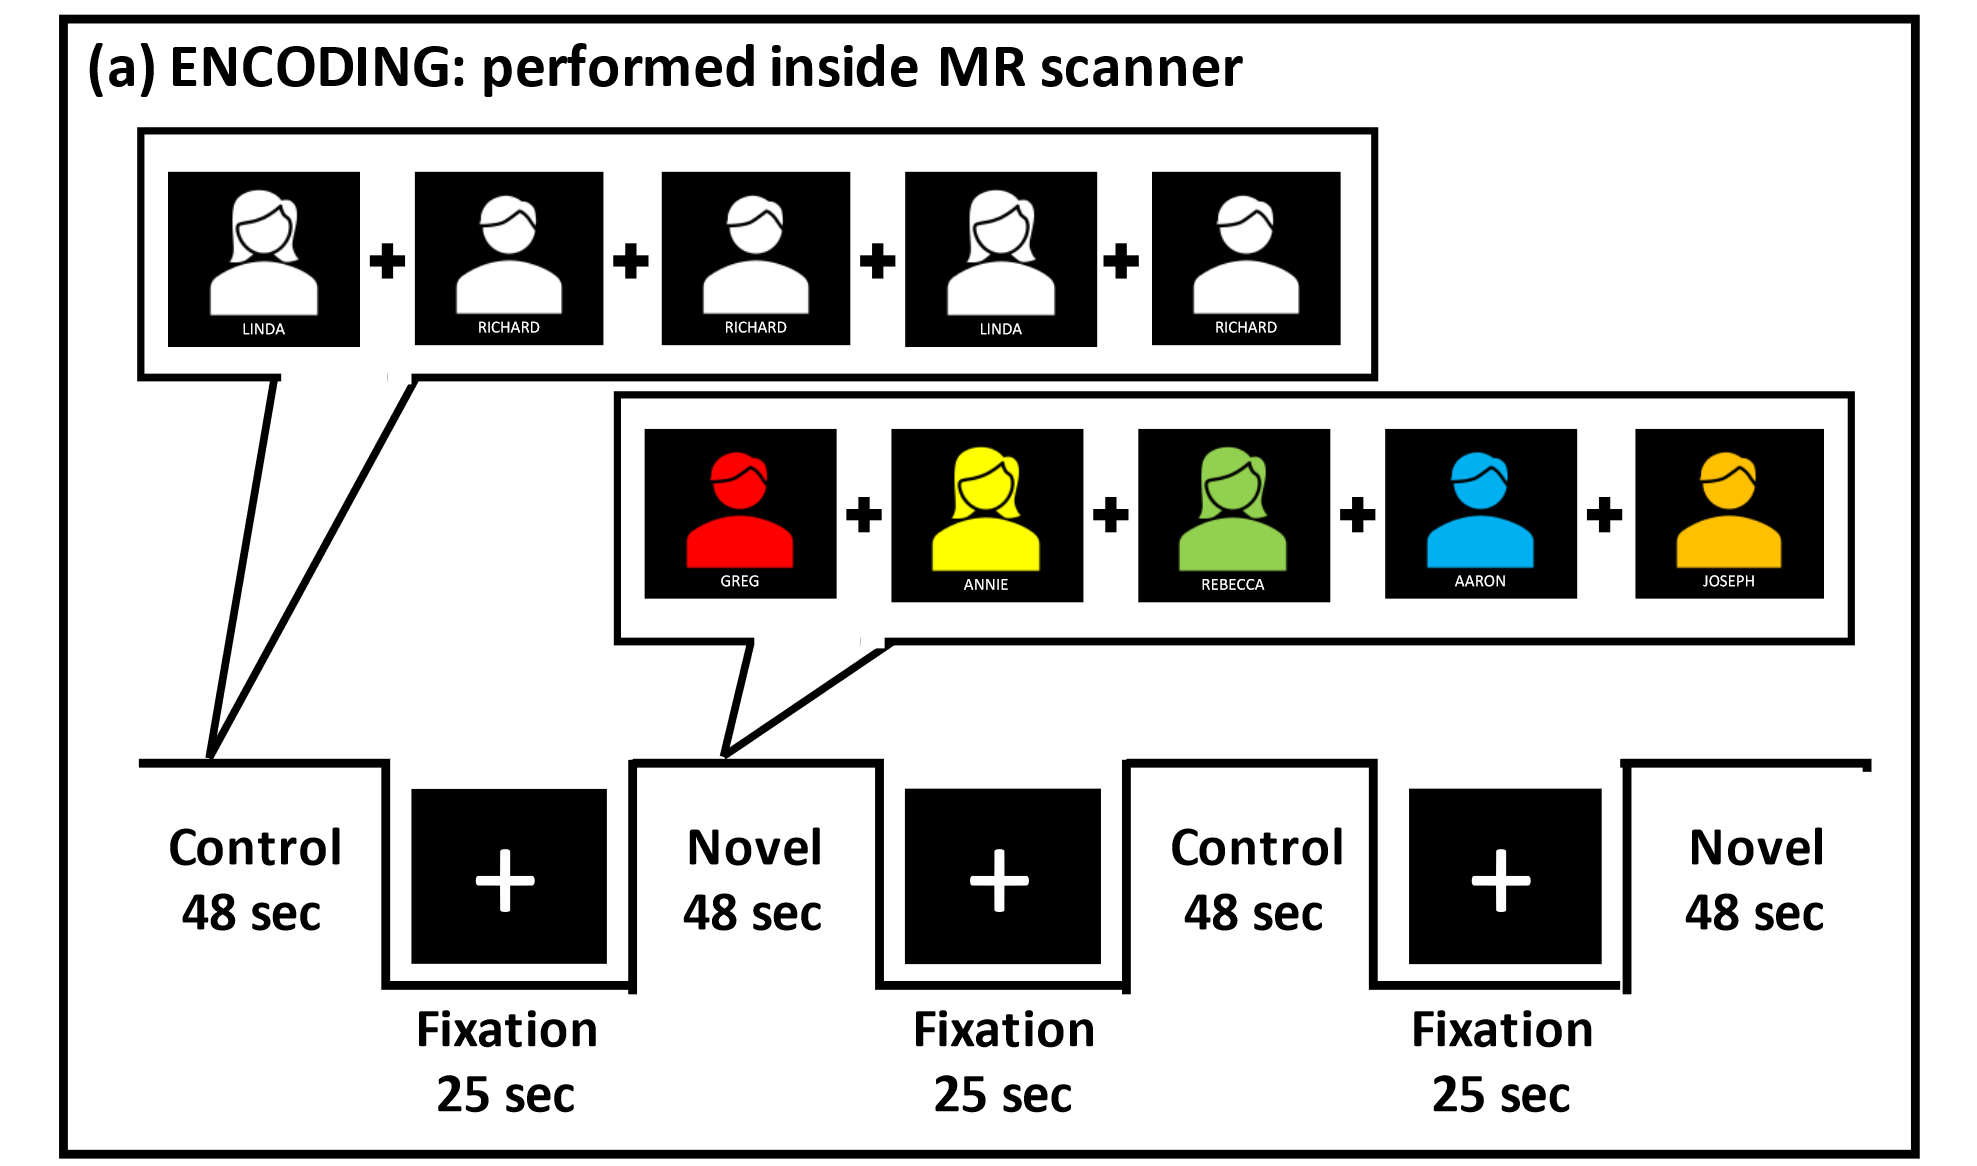 (a) ENCODING: performed inside MR scanner
LINDA
RICHARD
RICHARD
LINDA
RICHARD
GREG
ANNIE
REBECCA
AARON
JOSEPH
Control
48 sec
Fixation
25 sec
Novel
48 sec
Fixation
25 sec
Control
48 sec
Fixation
25 sec
Novel
48 sec